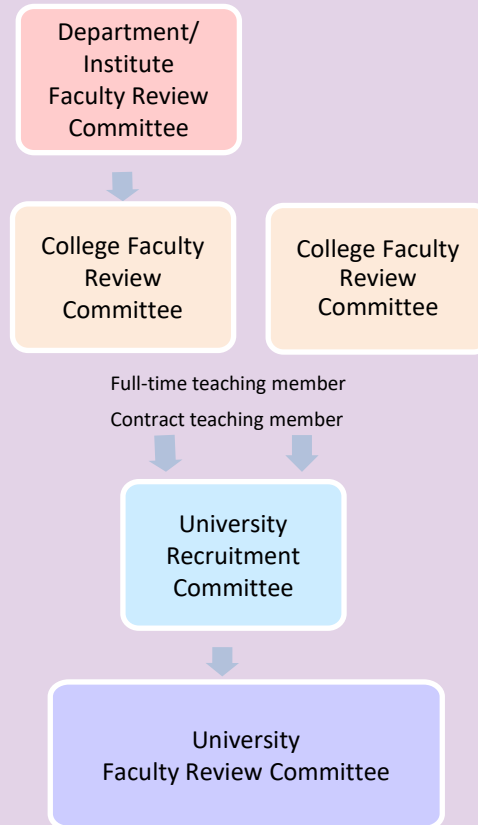 Department/
Institute
Faculty Review
Committee
College Faculty
Review
Committee
College Faculty
Review
Committee
Full-time teaching member
Contract teaching member
University
Recruitment
Committee
University
Faculty Review Committee